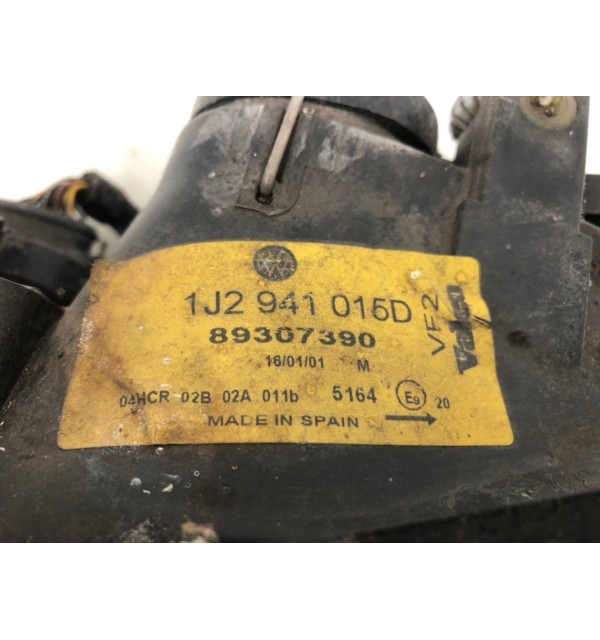 1J2 941 015D
89307390
16/01/01 M
04HCR 02B 02A 011b 5164 E9 20
MADE IN SPAIN
VF2
Valeo